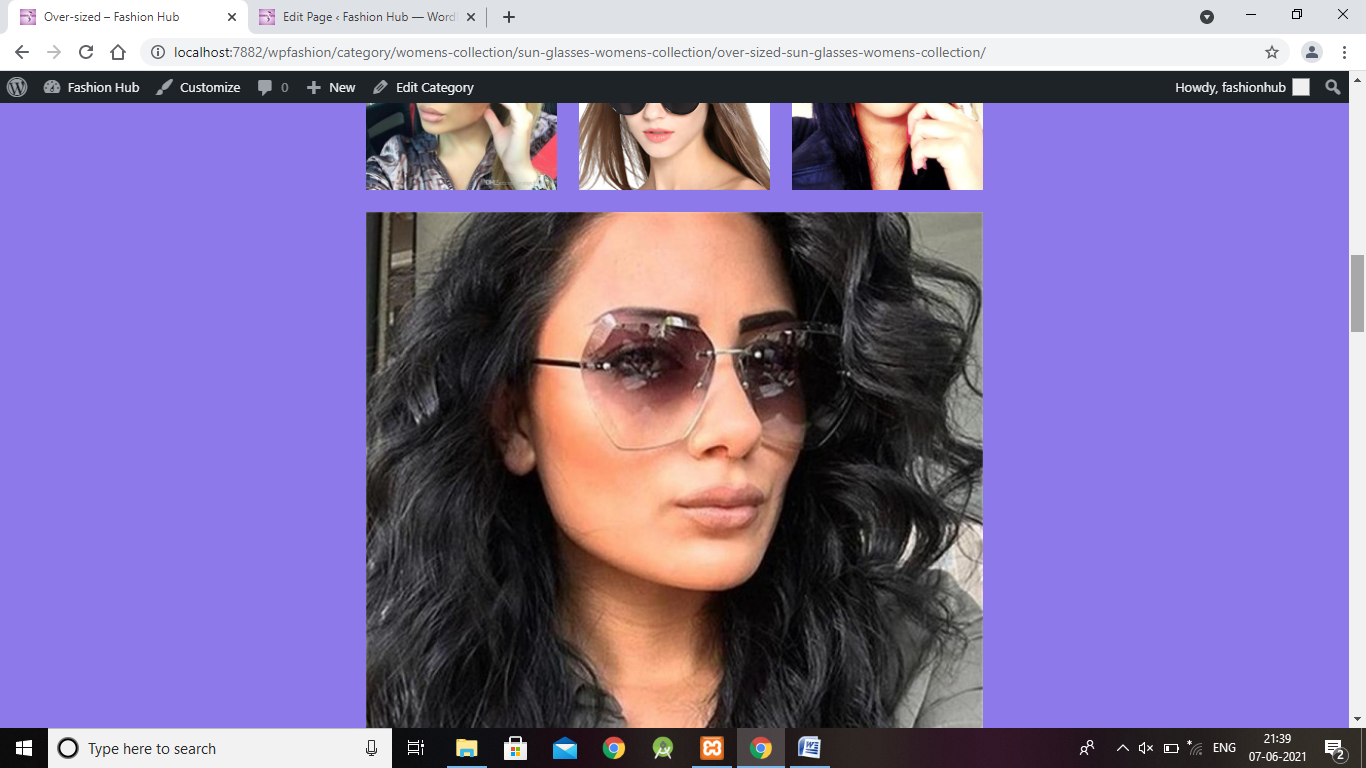 Over-sized – Fashion Hub
Edit Page ‹ Fashion Hub — Word
localhost:7882/wpfashion/category/womens-collection/sun-glasses-womens-collection/over-sized-sun-glasses-womens-collection/
Fashion Hub Customize 0 New Edit Category Howdy, fashionhub
Type here to search
ENG
21:39
07-06-2021
2